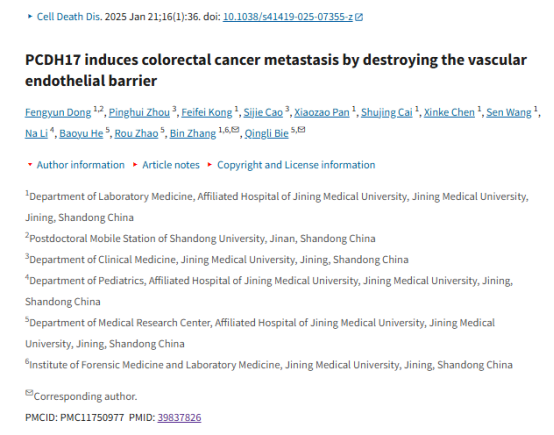 ▸ Cell Death Dis. 2025 Jan 21;16(1):36. doi: 10.1038/s41419-025-07355-z
PCDH17 induces colorectal cancer metastasis by destroying the vascular
endothelial barrier
Fengyun Dong 1,2, Pinghui Zhou 3, Feifei Kong 1, Sijie Cao 3, Xiaozao Pan 1, Shujing Cai 1, Xinke Chen 1, Sen Wang 1,
Na Li 4, Baoyu He 5, Rou Zhao 5, Bin Zhang 1,6,✉, Qingli Bie 5,✉
▾ Author information ▸ Article notes ▸ Copyright and License information
1Department of Laboratory Medicine, Affiliated Hospital of Jining Medical University, Jining Medical University,
Jining, Shandong China
2Postdoctoral Mobile Station of Shandong University, Jinan, Shandong China
3Department of Clinical Medicine, Jining Medical University, Jining, Shandong China
4Department of Pediatrics, Affiliated Hospital of Jining Medical University, Jining Medical University, Jining,
Shandong China
5Department of Medical Research Center, Affiliated Hospital of Jining Medical University, Jining Medical
University, Jining, Shandong China
6Institute of Forensic Medicine and Laboratory Medicine, Jining Medical University, Jining, Shandong China
✉Corresponding author.
PMCID: PMC11750977 PMID: 39837826